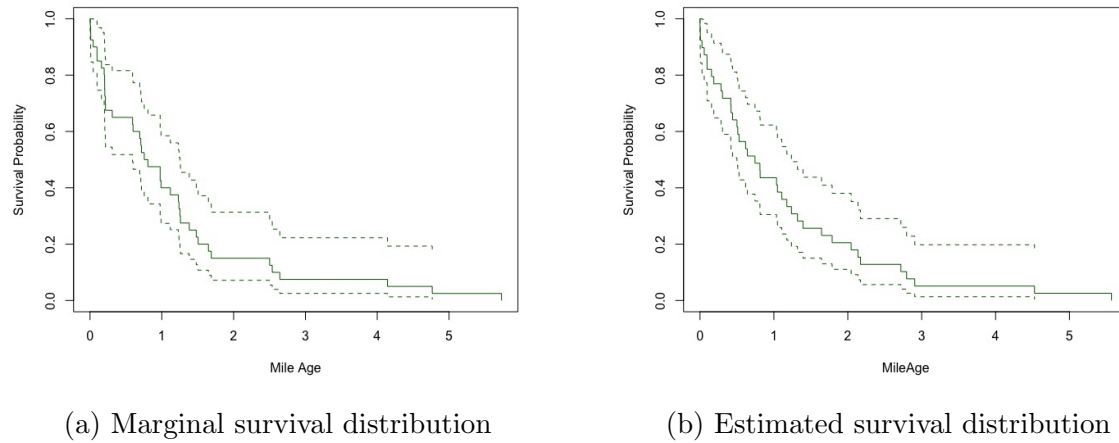 1.0
0.8
0.6
0.4
0.2
0.0
Survival Probability
0 1 2 3 4 5
Mile Age
(a) Marginal survival distribution
1.0
0.8
0.6
0.4
0.2
0.0
Survival Probability
0 1 2 3 4 5
MileAge
(b) Estimated survival distribution